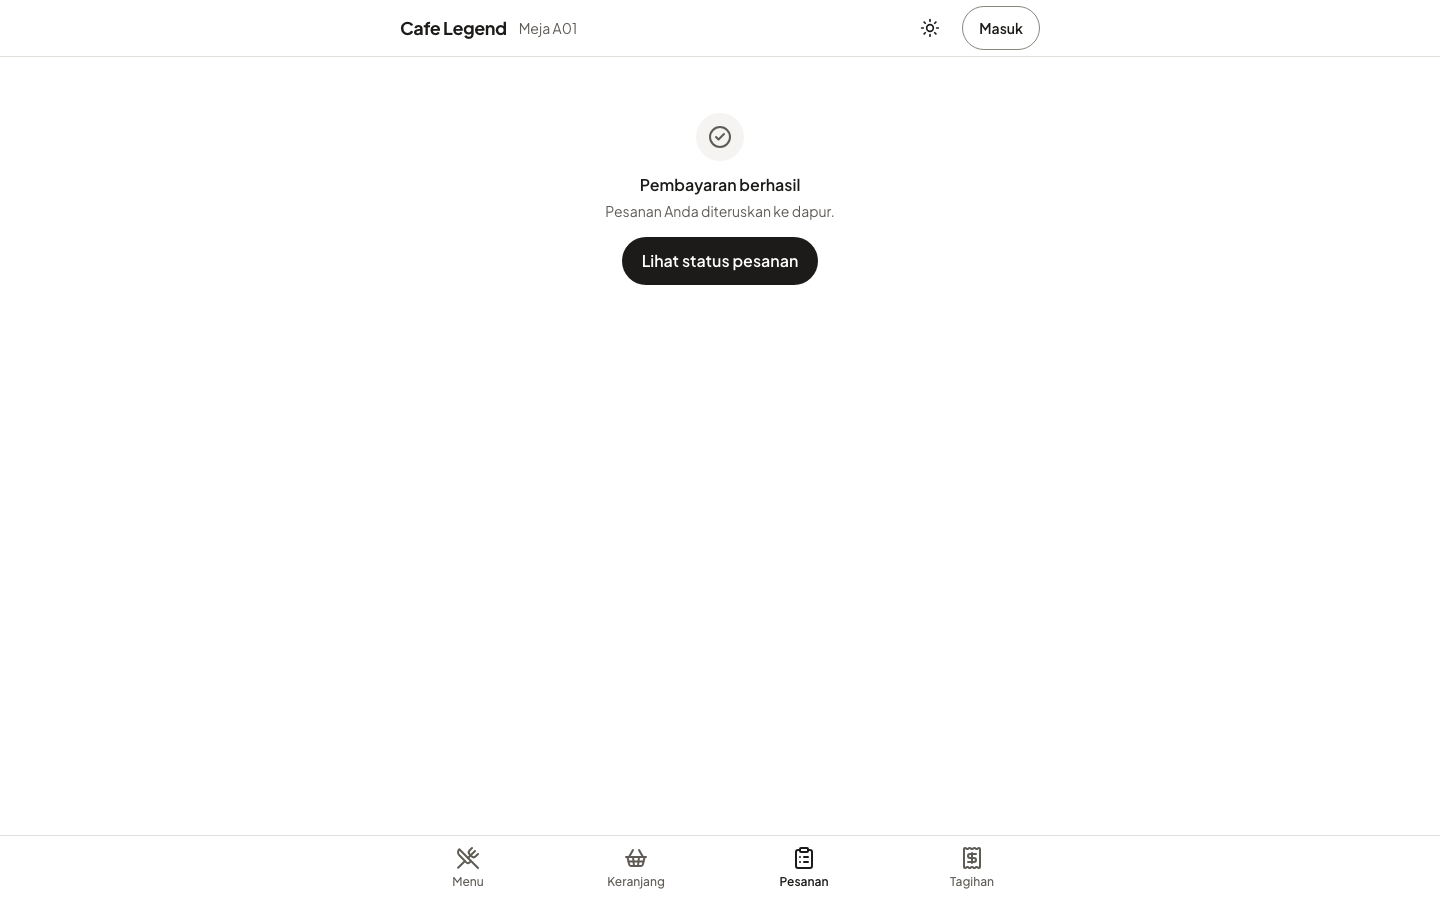 Cafe Legend Meja A01
Masuk
Pembayaran berhasil
Pesanan Anda diteruskan ke dapur.
Lihat status pesanan
Menu
Keranjang
Pesanan
Tagihan